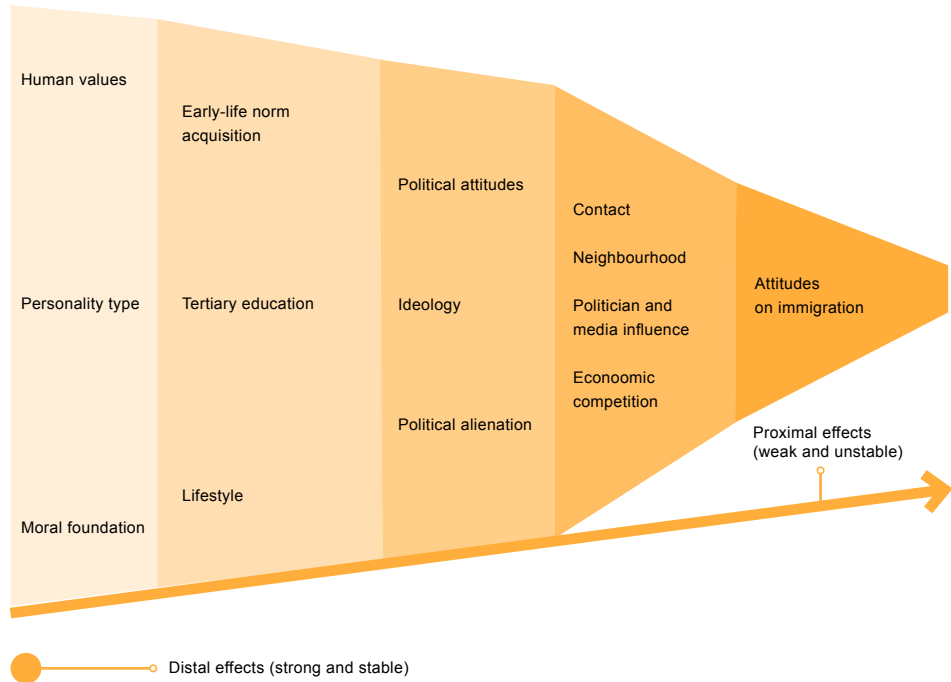 Human values
Personality type
Moral foundation
Early-life norm
acquisition
Tertiary education
Lifestyle
Political attitudes
Ideology
Political alienation
Contact
Neighbourhood
Politician and
media influence
Econoomic
competition
Attitudes
on immigration
Proximal effects
(weak and unstable)
Distal effects (strong and stable)